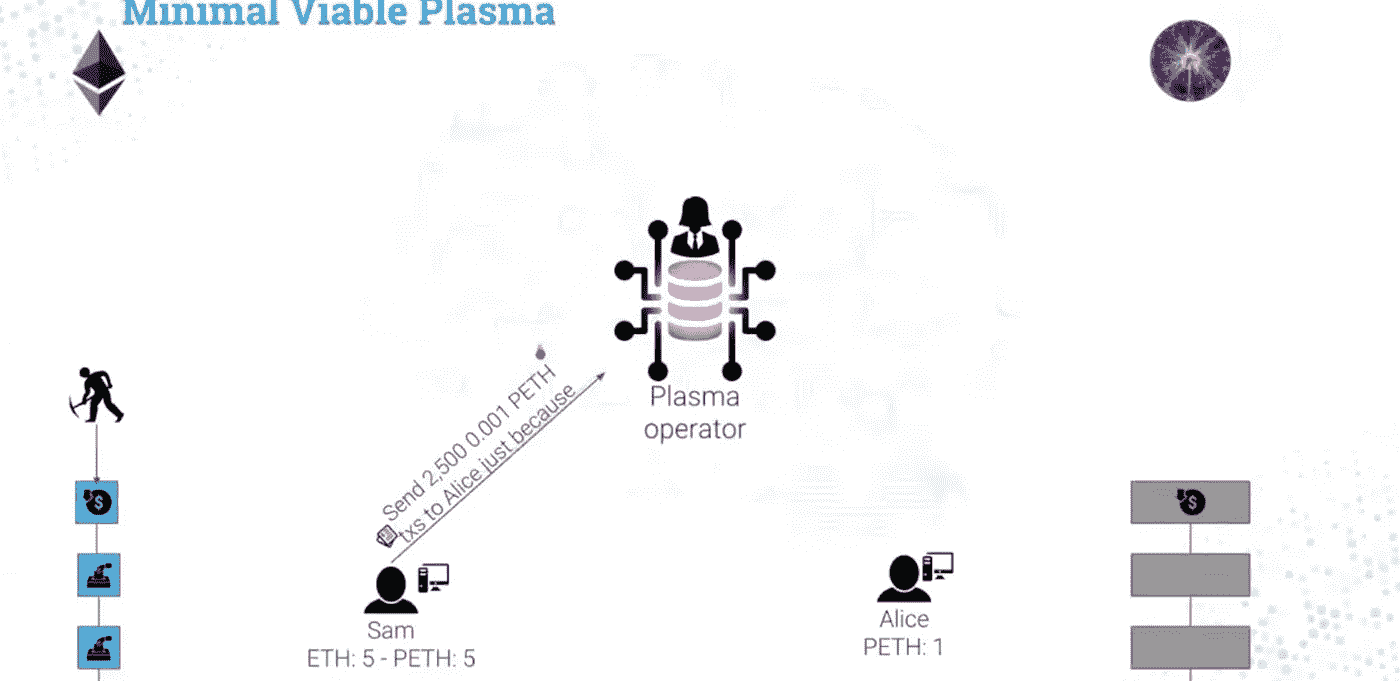 Minimal Viable Plasma
Plasma
operator
Send 2,500 0.001 PETH
txs to Alice just because
Sam
ETH: 5 - PETH: 5
Alice
PETH: 1